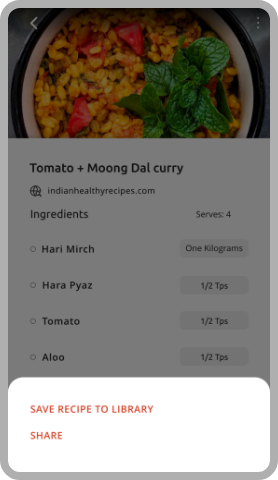 Tomato + Moong Dal curry
indianhealthyrecipes.com
Ingredients
Serves: 4
Hari Mirch
One Kilograms
Hara Pyaz
1/2 Tps
Tomato
1/2 Tps
Aloo
1/2 Tps
SAVE RECIPE TO LIBRARY
SHARE